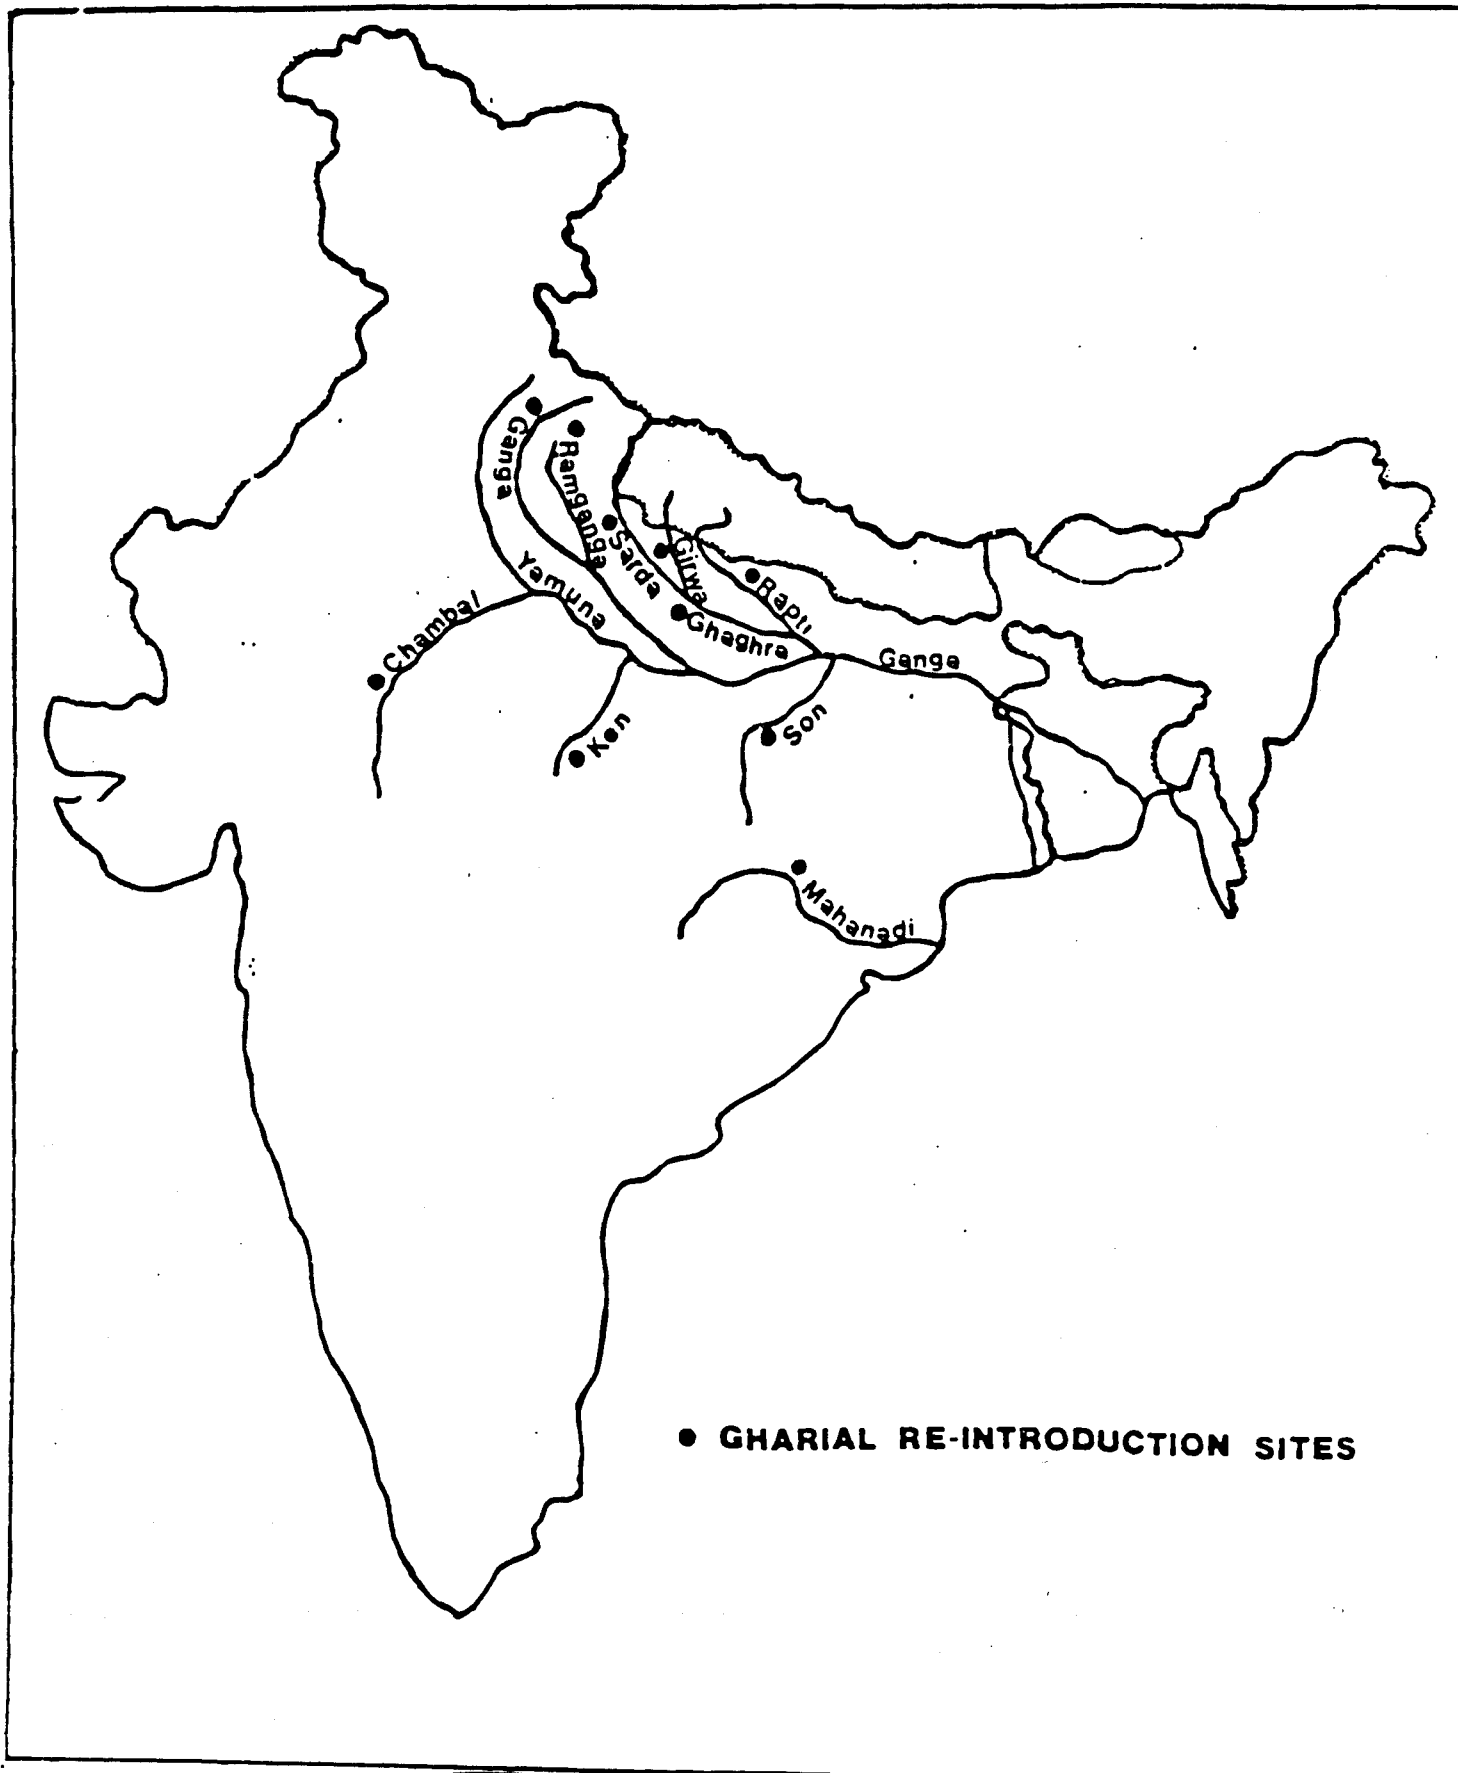 Ganga
Ramganga
Sarda
Girwa
Rapti
Yamuna
Chambal
Ghaghra
Ganga
Ken
Son
Mahanadi
GHARIAL RE-INTRODUCTION SITES